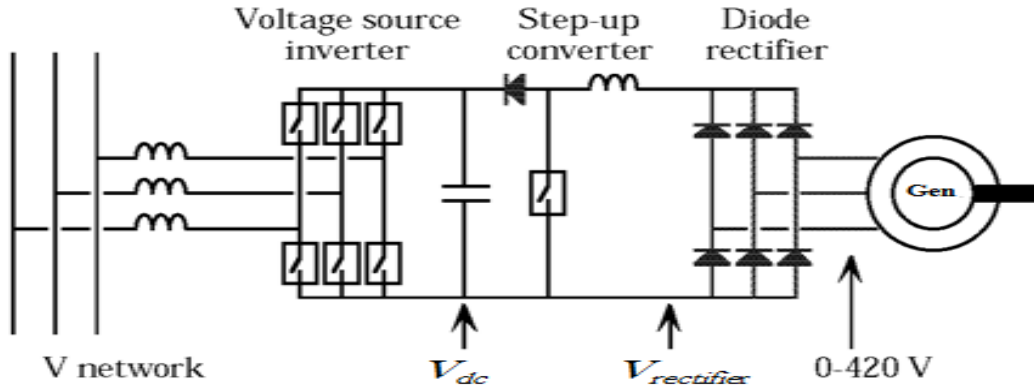 Voltage source
inverter
Step-up
converter
Diode
rectifier
Gen
V network
Vdc
Vrectifier
0-420 V